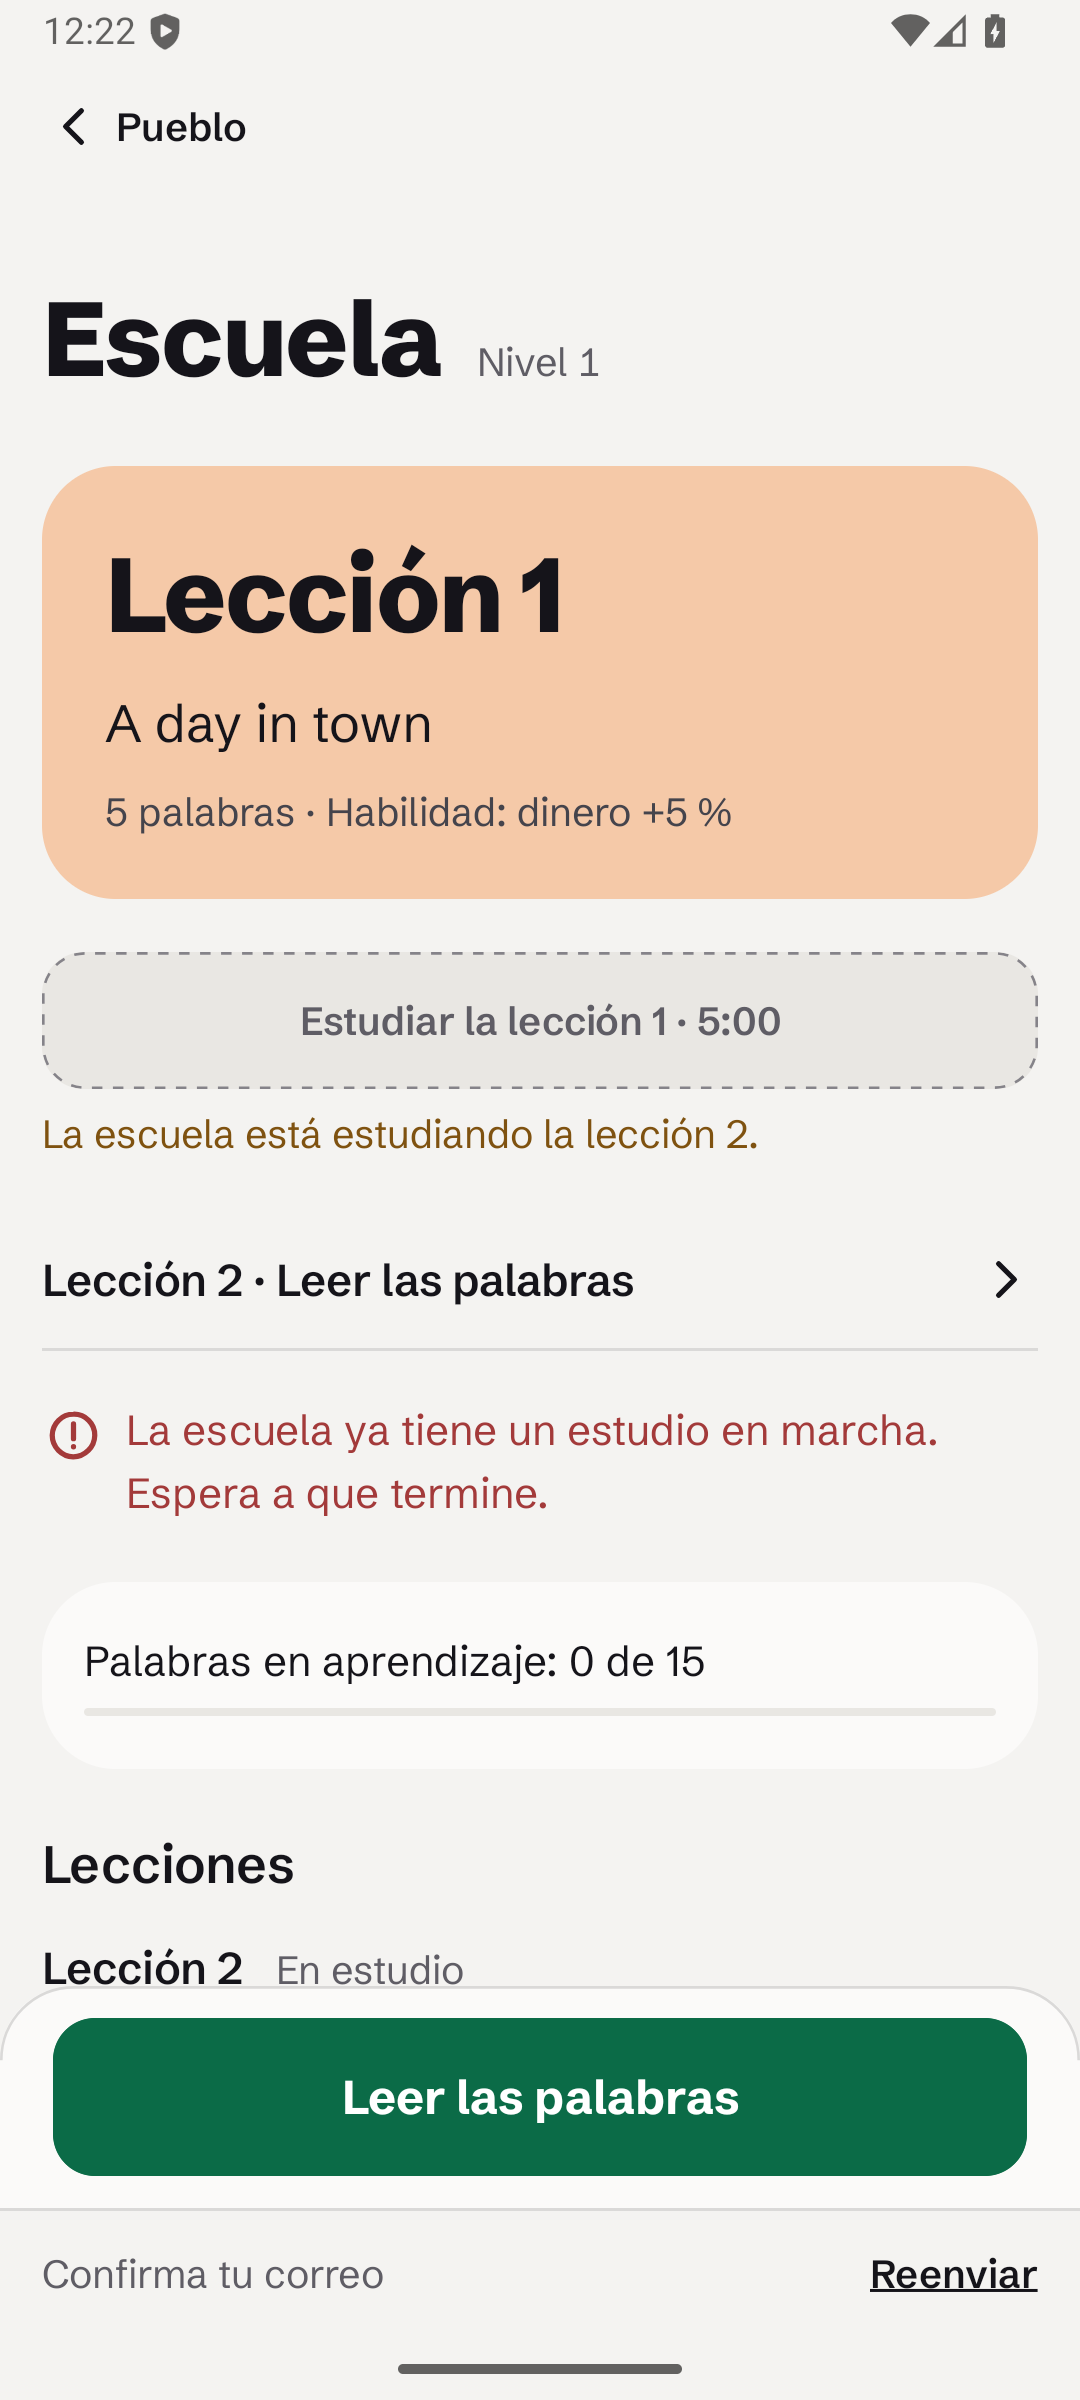 12:22
Pueblo
Escuela Nivel 1
Lección 1
A day in town
5 palabras · Habilidad: dinero +5 %
Estudiar la lección 1 · 5:00
La escuela está estudiando la lección 2.
Lección 2 · Leer las palabras
La escuela ya tiene un estudio en marcha.
Espera a que termine.
Palabras en aprendizaje: 0 de 15
Lecciones
Lección 2 En estudio
Leer las palabras
Confirma tu correo Reenviar